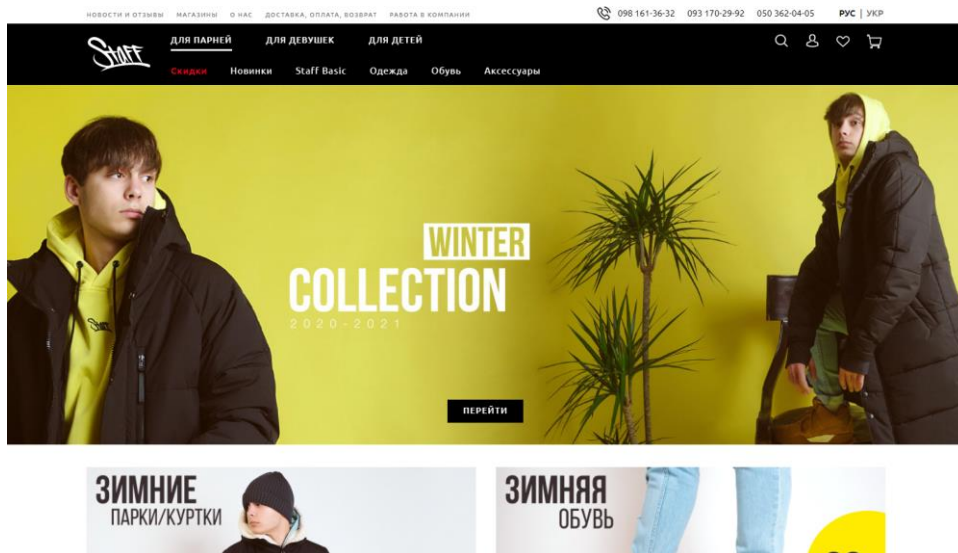 НОВОСТИ И ОТЗЫВЫ МАГАЗИНЫ О НАС ДОСТАВКА, ОПЛАТА, ВОЗВРАТ РАБОТА В КОМПАНИИ 098 161-36-32 093 170-29-92 050 362-04-05 РУС | УКР
Staff ДЛЯ ПАРНЕЙ ДЛЯ ДЕВУШЕК ДЛЯ ДЕТЕЙ
Скидки Новинки Staff Basic Одежда Обувь Аксессуары
WINTER
COLLECTION
2020-2021
Staff
ПЕРЕЙТИ
ЗИМНИЕ
ПАРКИ/КУРТКИ
ЗИМНЯЯ
ОБУВЬ